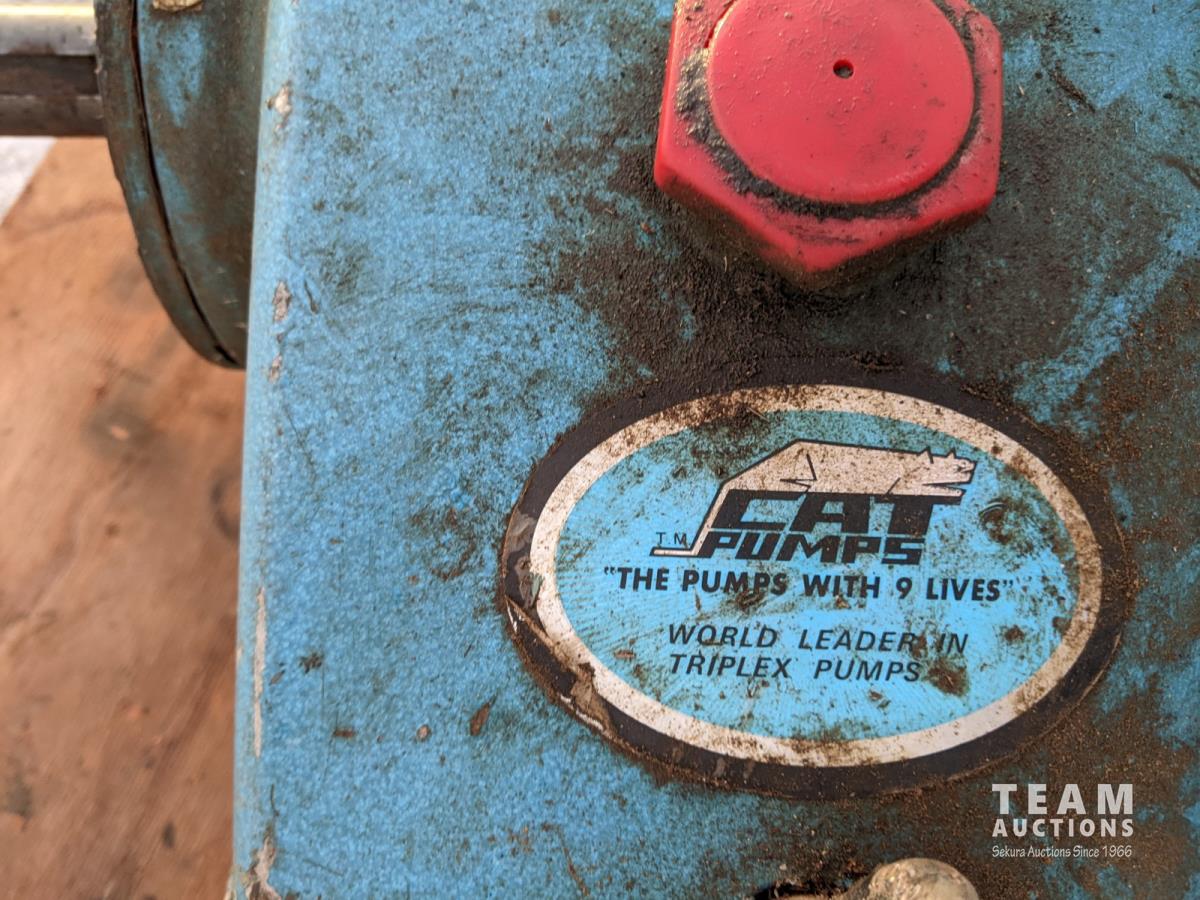 CAT
TM PUMPS
"THE PUMPS WITH 9 LIVES"
WORLD LEADER IN
TRIPLEX PUMPS
TEAM
AUCTIONS
Sekura Auctions Since 1966